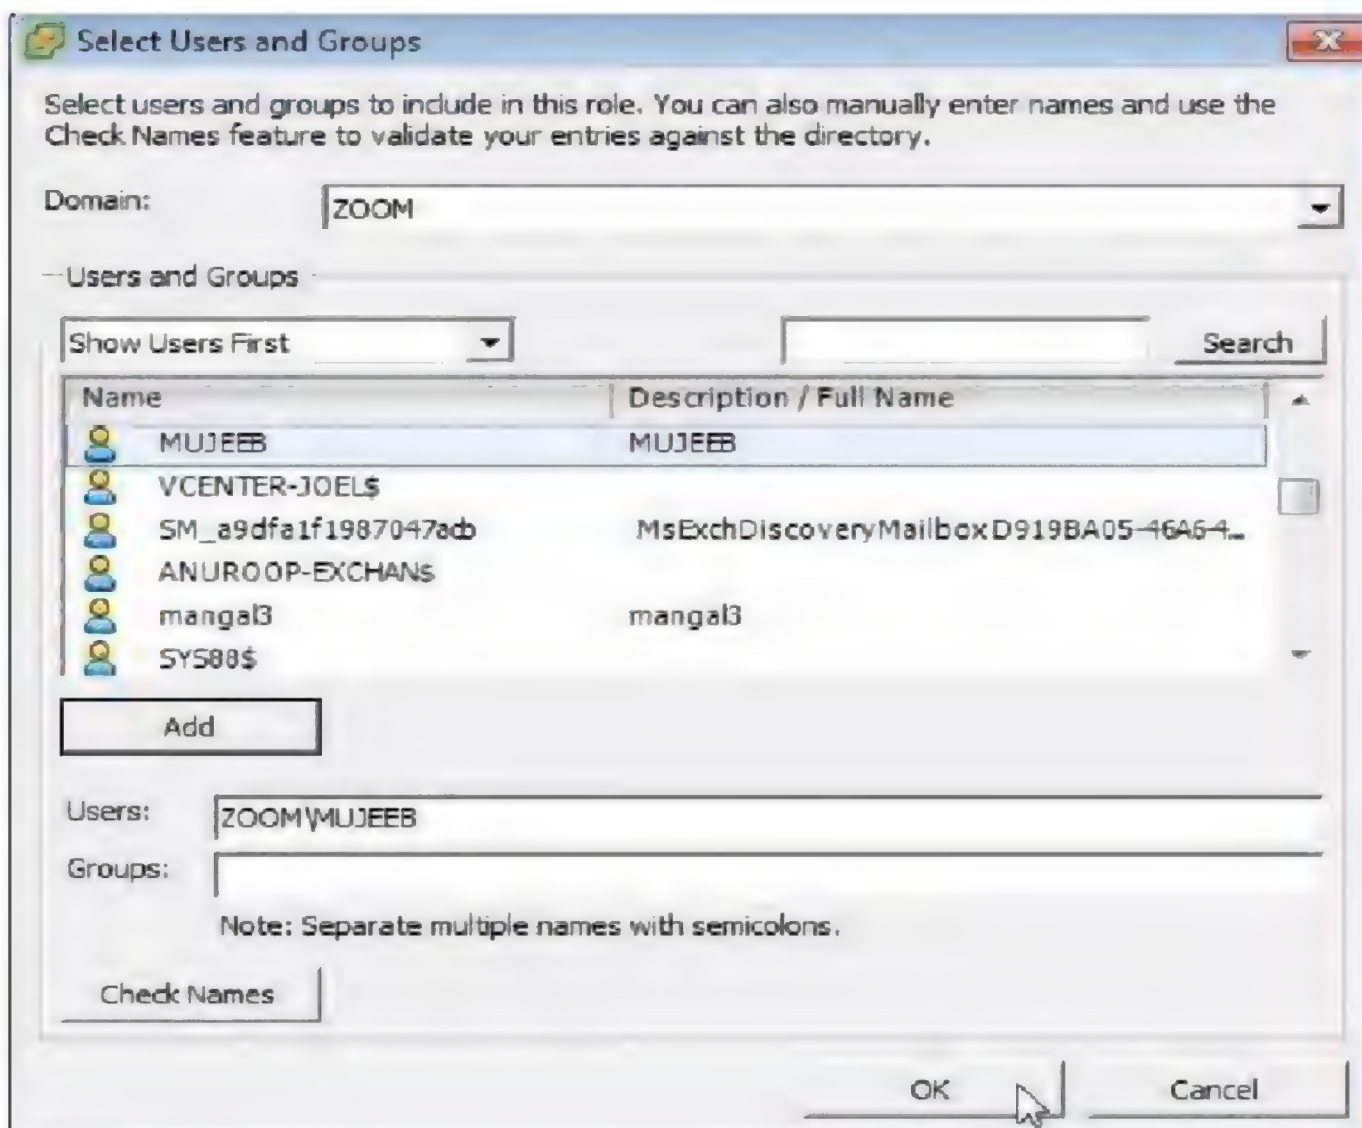 Select Users and Groups
Select users and groups to include in this role. You can also manually enter names and use the
Check Names feature to validate your entries against the directory.
Domain: ZOOM
Users and Groups
Show Users First Search
Name Description / Full Name
MUJEEB MUJEEB
VCENTER-JOEL$
SM_a9dfa1f1987047acb MsExchDiscoveryMailbox D919BA05-46A6-4...
ANUROOP-EXCHAN$
mangal3 mangal3
SYS88$
Add
Users: ZOOM\MUJEEB
Groups:
Note: Separate multiple names with semicolons.
Check Names
OK Cancel